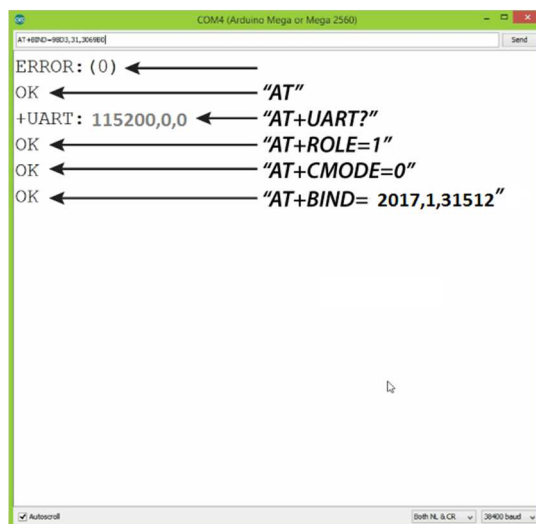 COM4 (Arduino Mega or Mega 2560)
AT+BIND=98D3,31,3069B0
Send
ERROR:(0)
OK “AT”
+UART: 115200,0,0 “AT+UART?”
OK “AT+ROLE=1”
OK “AT+CMODE=0”
OK “AT+BIND= 2017,1,31512”
Autoscroll
Both NL & CR
38400 baud